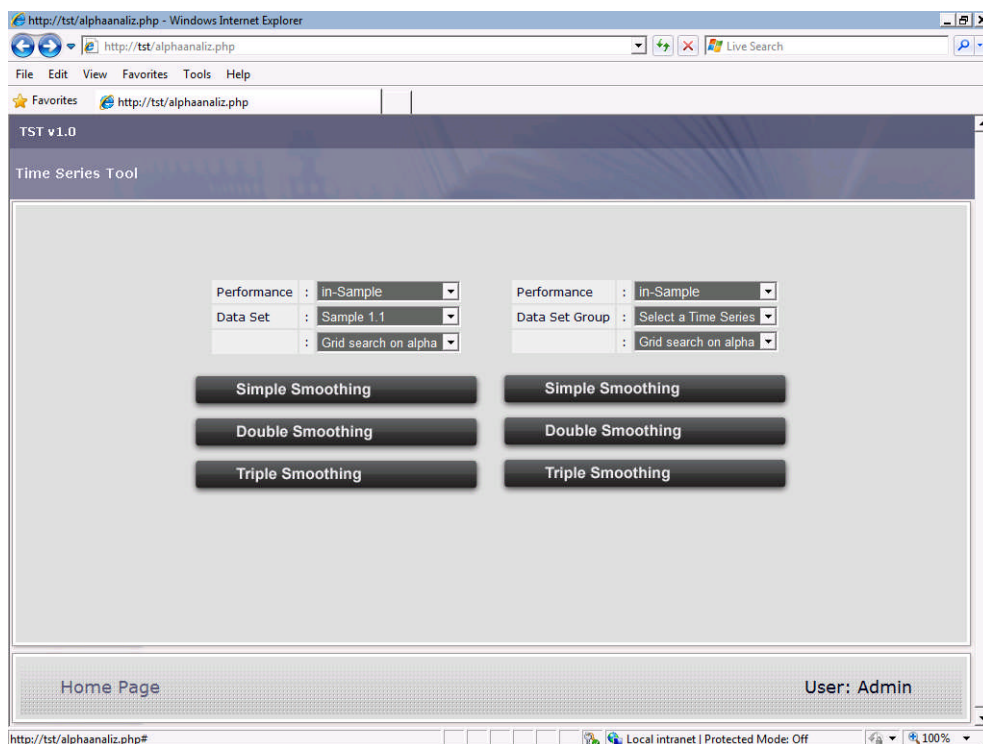 http://tst/alphaanaliz.php - Windows Internet Explorer
http://tst/alphaanaliz.php
Live Search
File Edit View Favorites Tools Help
Favorites
http://tst/alphaanaliz.php
TST v1.0
Time Series Tool
Performance : in-Sample
Data Set : Sample 1.1
: Grid search on alpha
Simple Smoothing
Double Smoothing
Triple Smoothing
Performance : in-Sample
Data Set Group : Select a Time Series
: Grid search on alpha
Simple Smoothing
Double Smoothing
Triple Smoothing
Home Page
User: Admin
http://tst/alphaanaliz.php#
Local intranet | Protected Mode: Off
100%